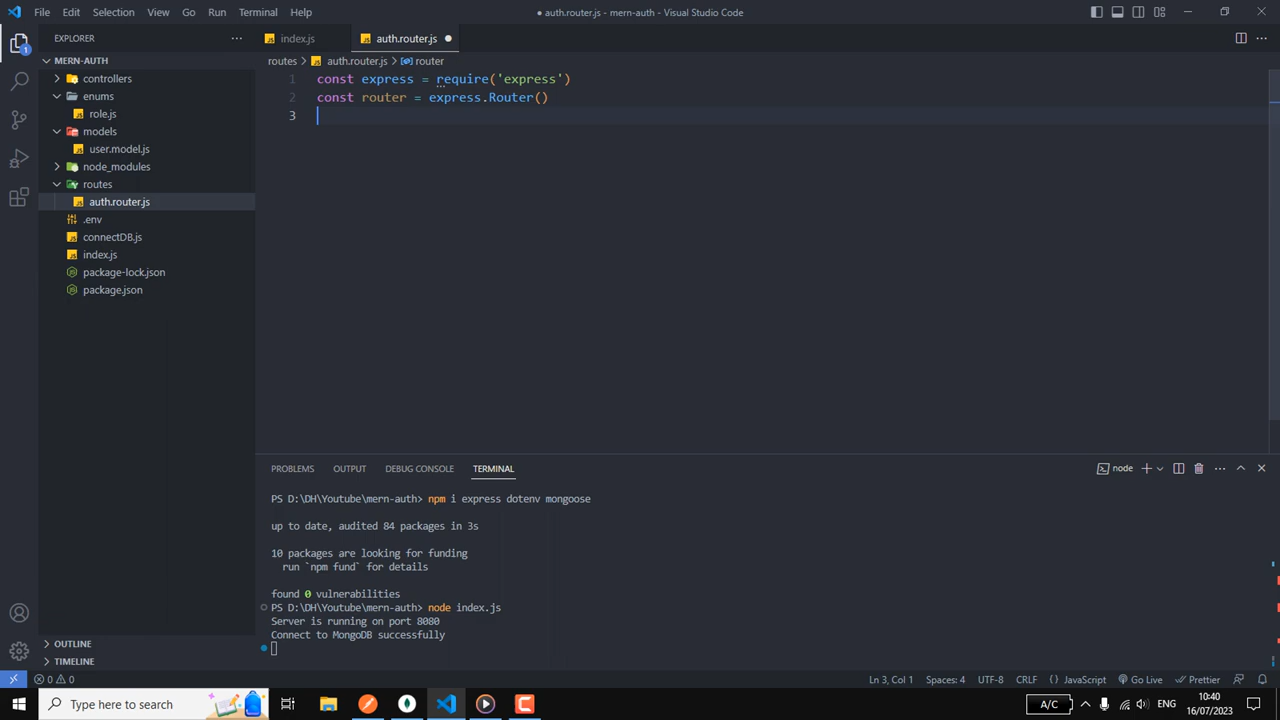 File Edit Selection View Go Run Terminal Help
● auth.router.js - mern-auth - Visual Studio Code
EXPLORER
index.js
auth.router.js
MERN-AUTH
routes > auth.router.js > router
controllers
enums
role.js
models
user.model.js
node_modules
routes
auth.router.js
.env
connectDB.js
index.js
package-lock.json
package.json
1 const express = require('express')
2 const router = express.Router()
3
PROBLEMS OUTPUT DEBUG CONSOLE TERMINAL
node
PS D:\DH\Youtube\mern-auth> npm i express dotenv mongoose
up to date, audited 84 packages in 3s
10 packages are looking for funding
run `npm fund` for details
found 0 vulnerabilities
PS D:\DH\Youtube\mern-auth> node index.js
Server is running on port 8080
Connect to MongoDB successfully
OUTLINE
TIMELINE
1
0 0
Ln 3, Col 1 Spaces: 4 UTF-8 CRLF {} JavaScript Go Live Prettier
Type here to search
A/C
ENG
10:40
16/07/2023